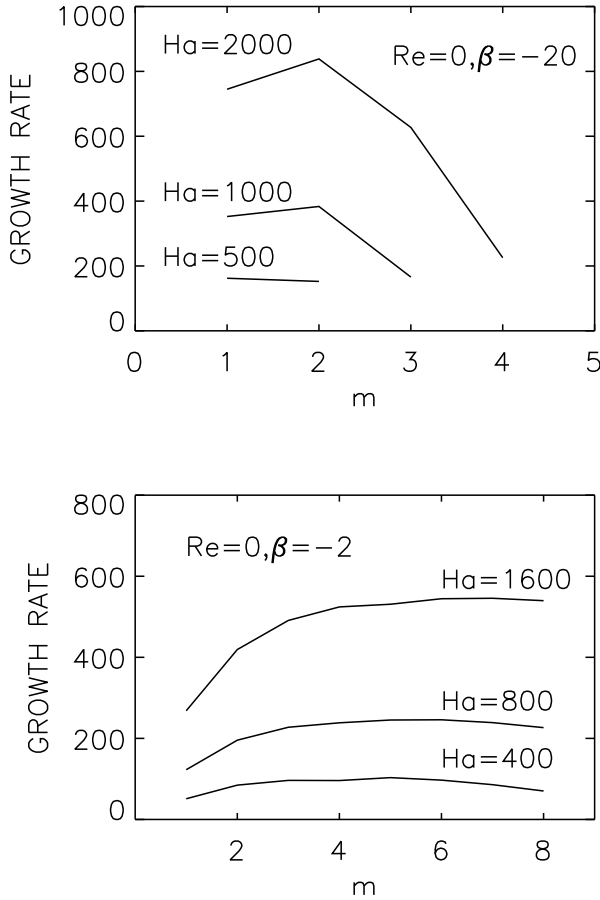 1000
Ha=2000
Re=0,β=−20
800
600
400
Ha=1000
200
Ha=500
0
GROWTH RATE
0 1 2 3 4 5
m
800
Re=0,β=−2
600
Ha=1600
400
Ha=800
200
Ha=400
0
GROWTH RATE
2 4 6 8
m